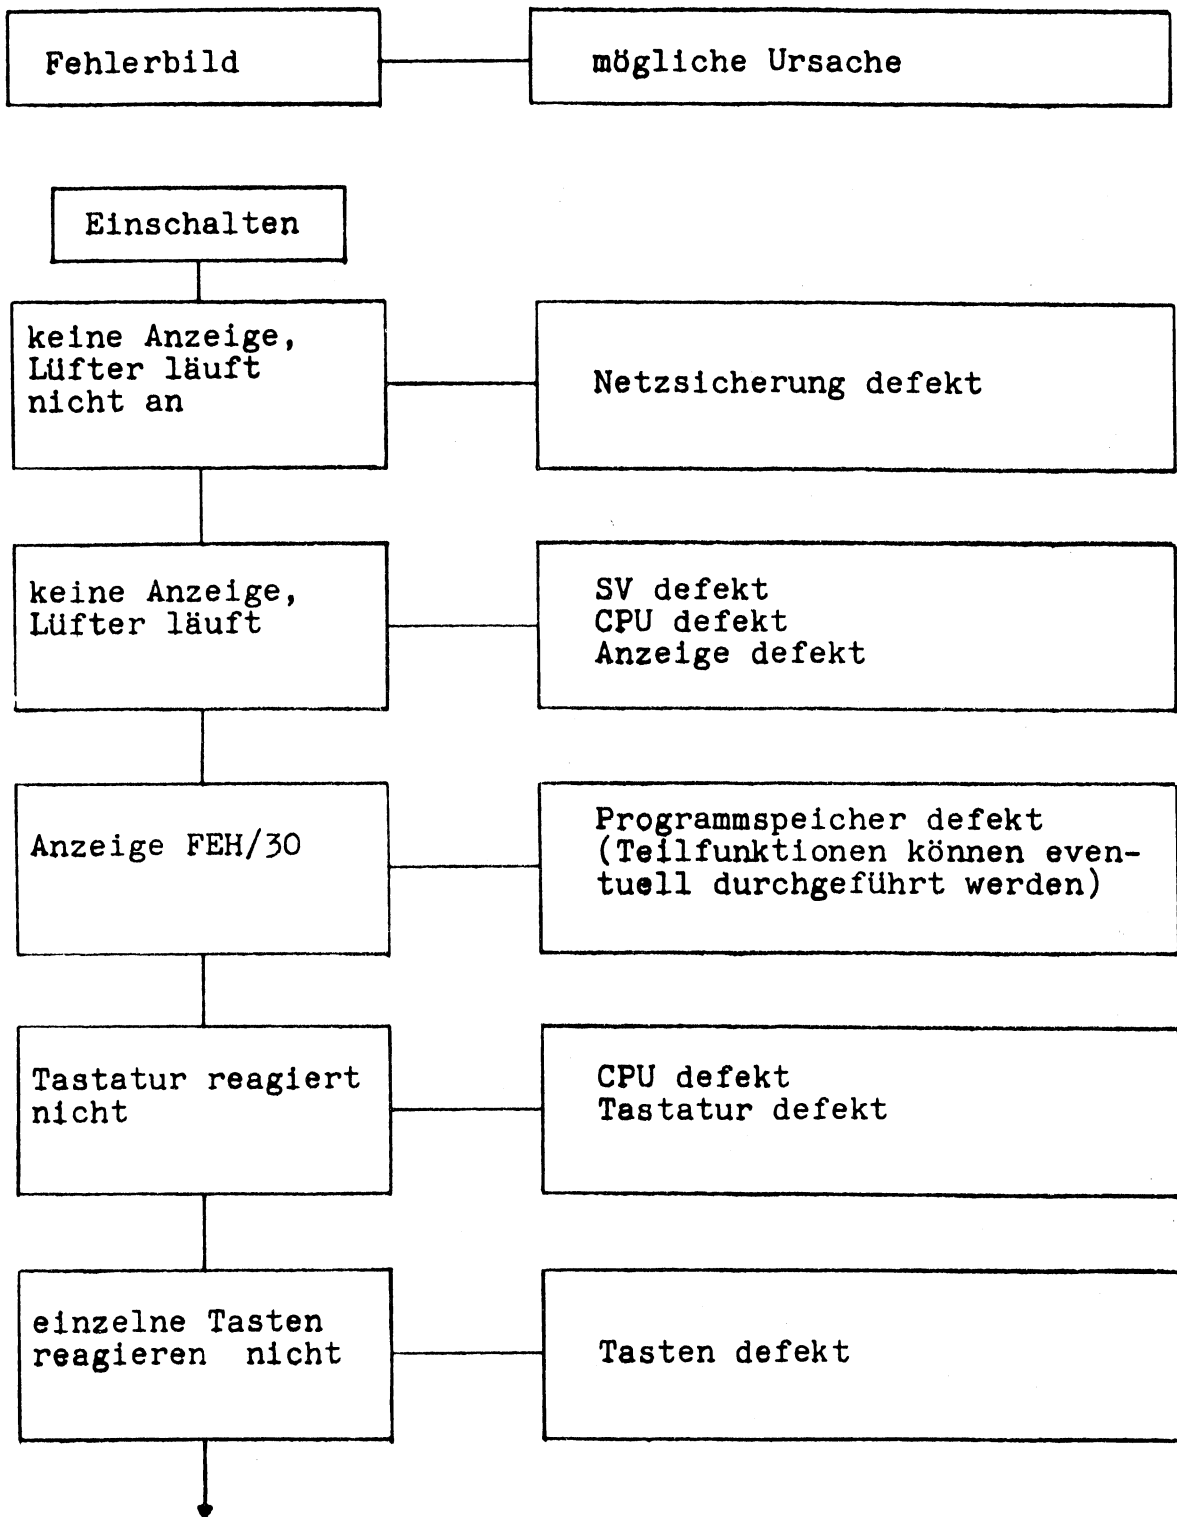 Fehlerbild
mögliche Ursache
Einschalten
keine Anzeige,
Lüfter läuft
nicht an
Netzsicherung defekt
keine Anzeige,
Lüfter läuft
SV defekt
CPU defekt
Anzeige defekt
Anzeige FEH/30
Programmspeicher defekt
(Teilfunktionen können even-
tuell durchgeführt werden)
Tastatur reagiert
nicht
CPU defekt
Tastatur defekt
einzelne Tasten
reagieren nicht
Tasten defekt